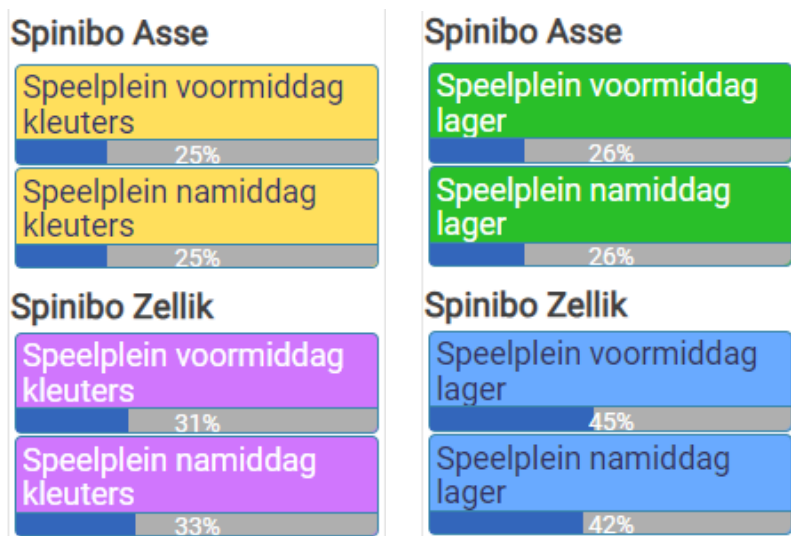 Spinibo Asse
Speelplein voormiddag
kleuters
25%
Speelplein namiddag
kleuters
25%
Spinibo Zellik
Speelplein voormiddag
kleuters
31%
Speelplein namiddag
kleuters
33%
Spinibo Asse
Speelplein voormiddag
lager
26%
Speelplein namiddag
lager
26%
Spinibo Zellik
Speelplein voormiddag
lager
45%
Speelplein namiddag
lager
42%